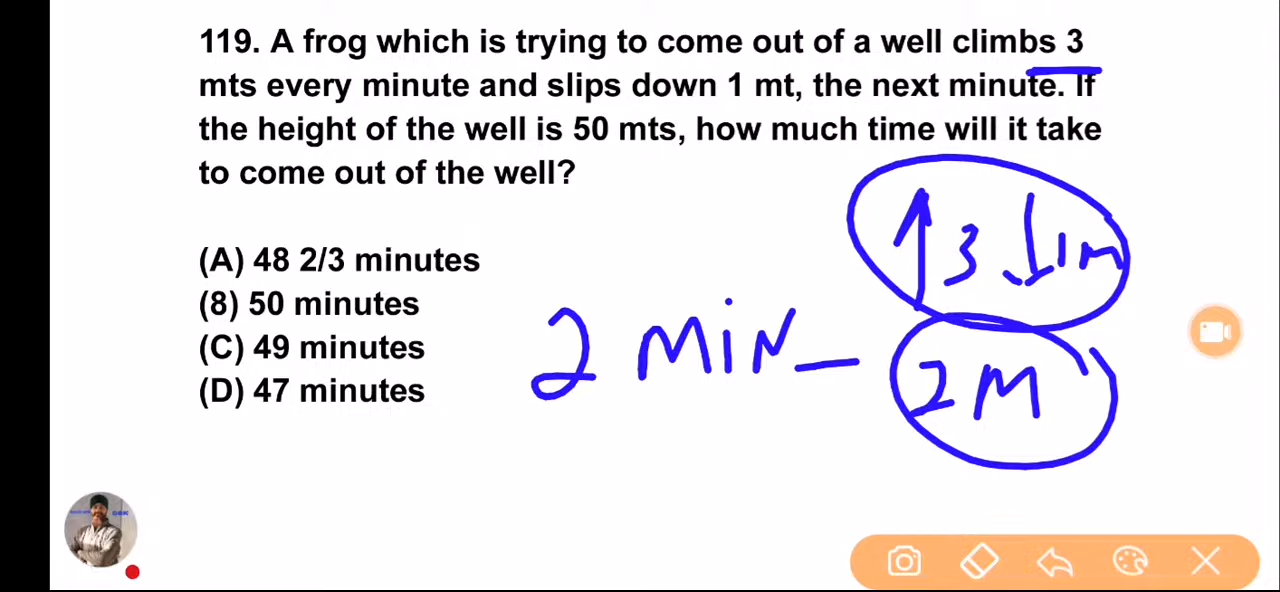 119. A frog which is trying to come out of a well climbs 3
mts every minute and slips down 1 mt, the next minute. If
the height of the well is 50 mts, how much time will it take
to come out of the well?
↑ 3 ↓ 1m
(A) 48 2/3 minutes
(8) 50 minutes
(C) 49 minutes
(D) 47 minutes
2 MiN - 2 M